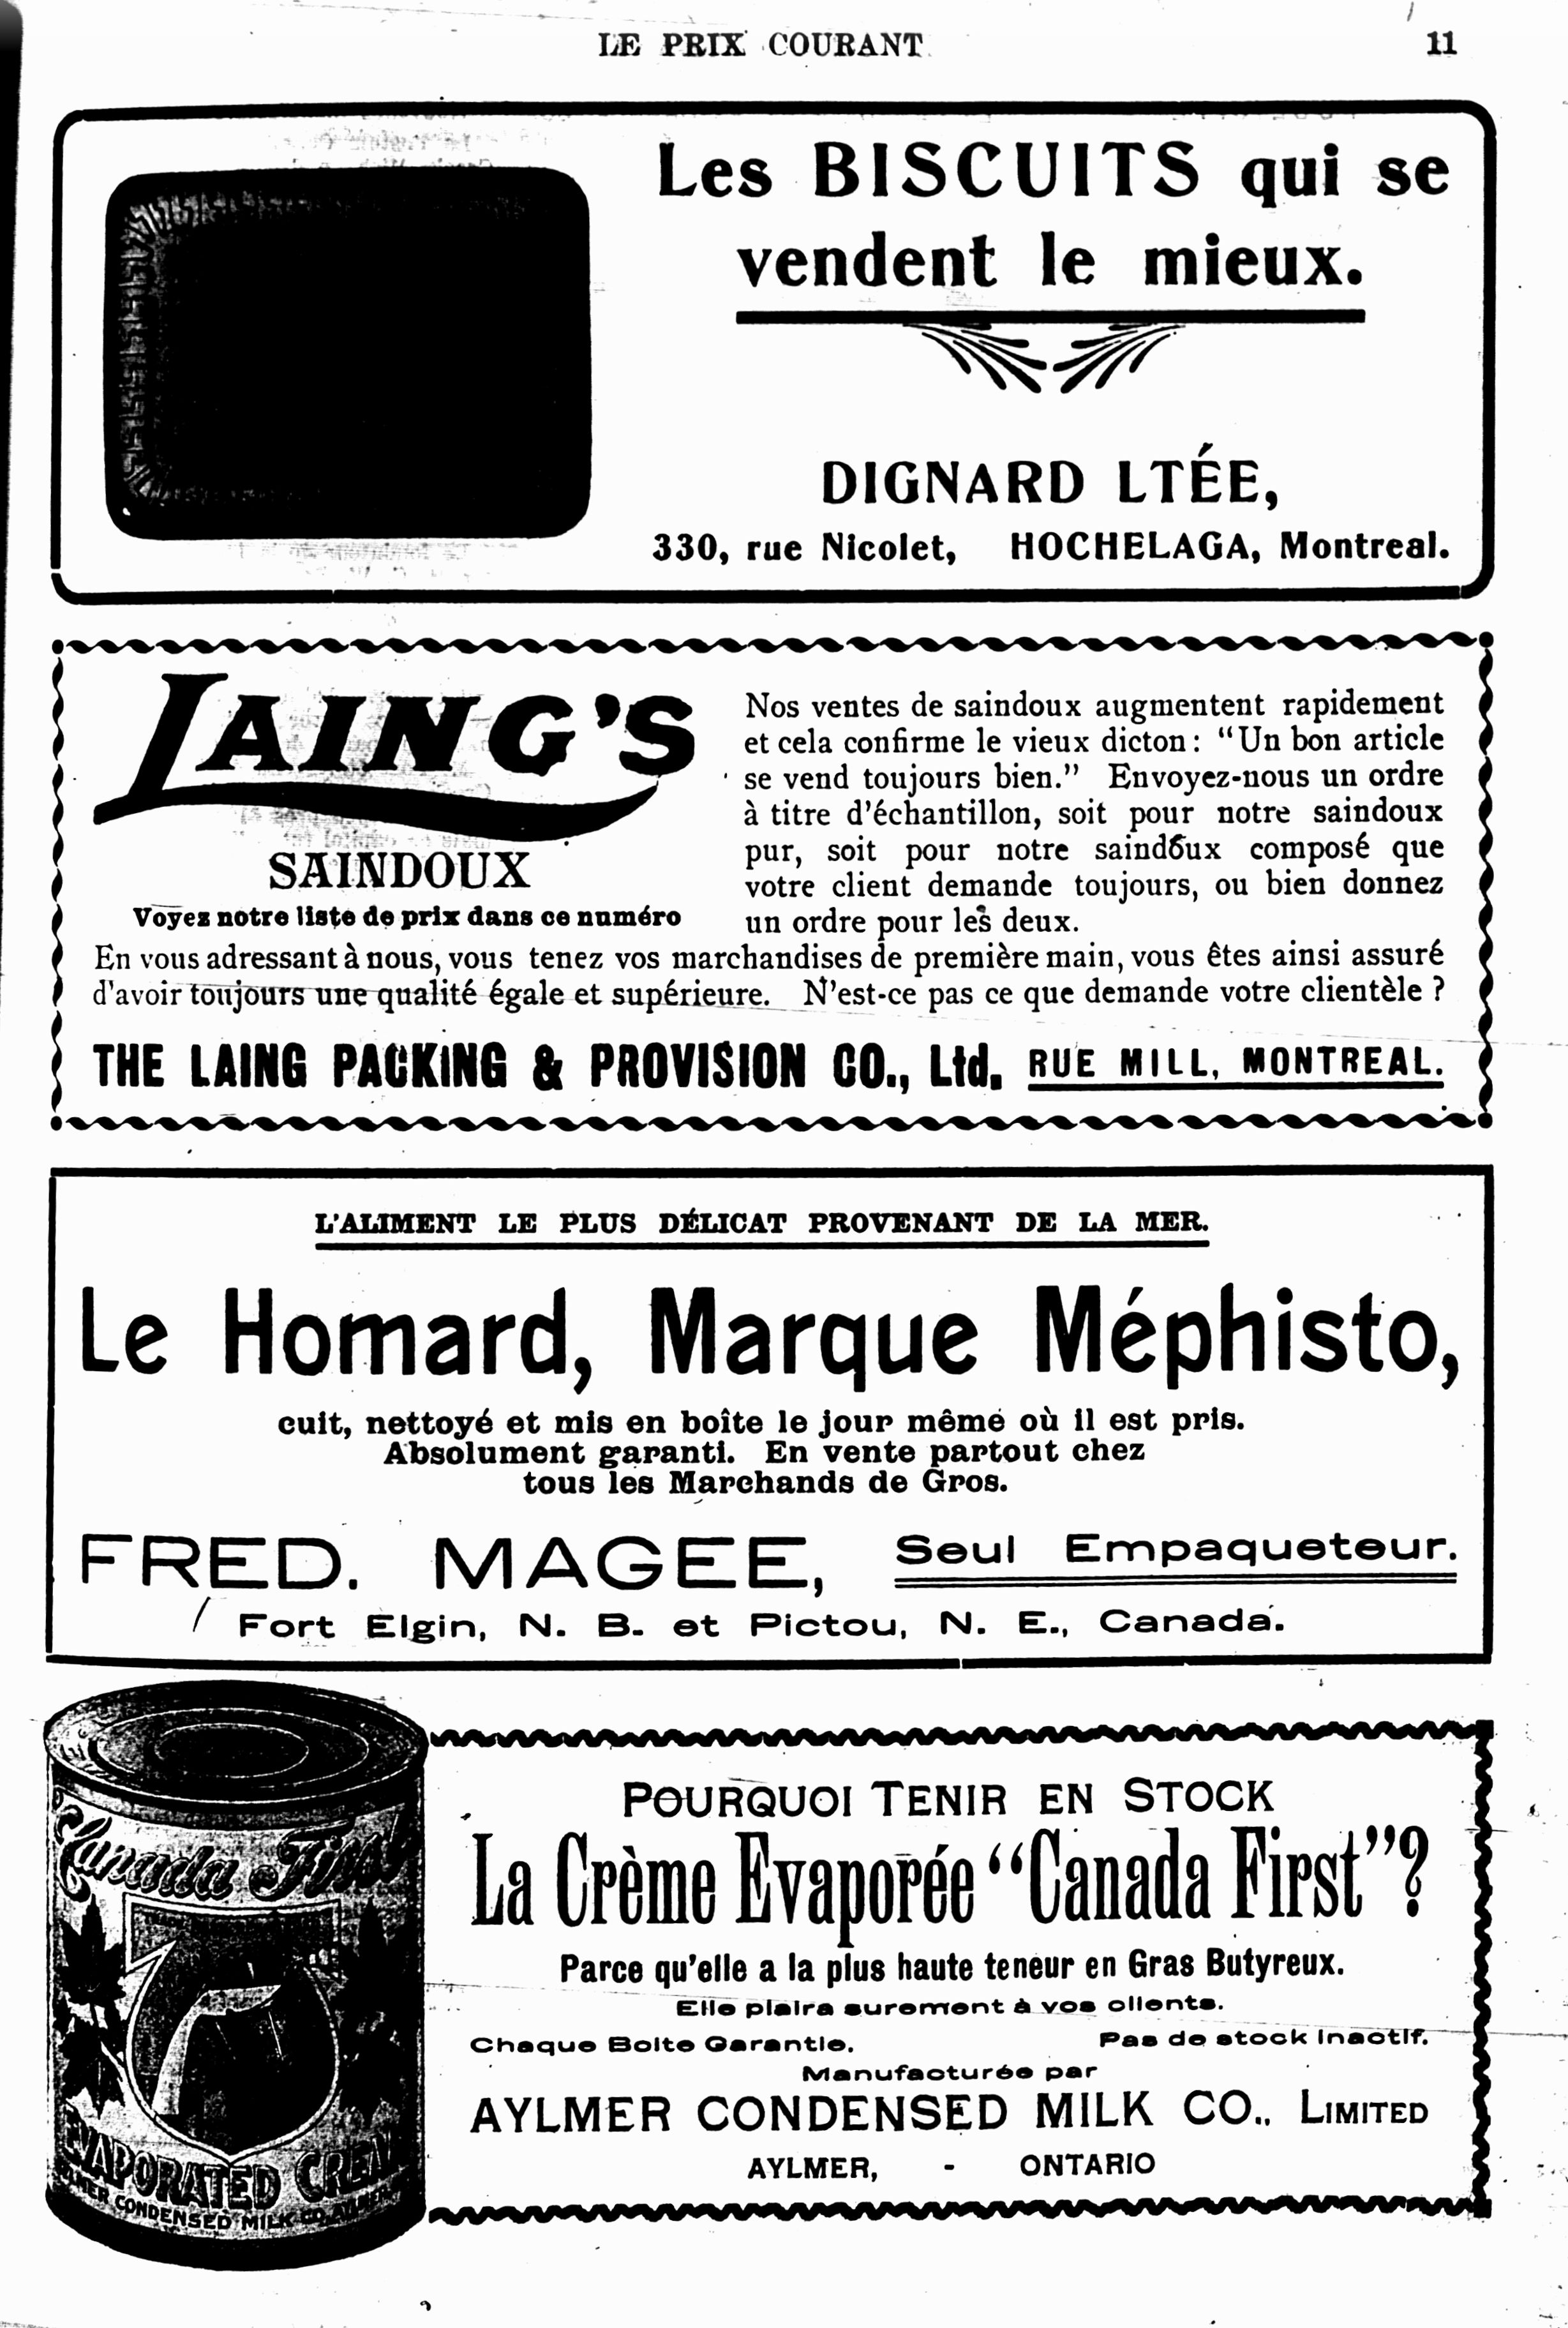 LE PRIX COURANT 11
Les BISCUITS qui se
vendent le mieux.
DIGNARD LTÉE,
330, rue Nicolet, HOCHELAGA, Montreal.
LAING'S
SAINDOUX
Voyez notre liste de prix dans ce numéro
Nos ventes de saindoux augmentent rapidement
et cela confirme le vieux dicton: "Un bon article
se vend toujours bien." Envoyez-nous un ordre
à titre d'échantillon, soit pour notre saindoux
pur, soit pour notre saindoux composé que
votre client demande toujours, ou bien donnez
un ordre pour les deux.
En vous adressant à nous, vous tenez vos marchandises de première main, vous êtes ainsi assuré
d'avoir toujours une qualité égale et supérieure. N'est-ce pas ce que demande votre clientèle ?
THE LAING PACKING & PROVISION CO., Ltd. RUE MILL, MONTREAL.
L'ALIMENT LE PLUS DÉLICAT PROVENANT DE LA MER.
Le Homard, Marque Méphisto,
cuit, nettoyé et mis en boîte le jour même où il est pris.
Absolument garanti. En vente partout chez
tous les Marchands de Gros.
FRED. MAGEE, Seul Empaqueteur.
Fort Elgin, N. B. et Pictou, N. E., Canada.
Canada First
EVAPORATED CREAM
CONDENSED MILK CO. AYLMER
POURQUOI TENIR EN STOCK
La Crème Evaporée "Canada First"?
Parce qu'elle a la plus haute teneur en Gras Butyreux.
Elle plaira surement à vos clients.
Chaque Boite Garantie. Pas de stock inactif.
Manufacturée par
AYLMER CONDENSED MILK CO., LIMITED
AYLMER, - ONTARIO